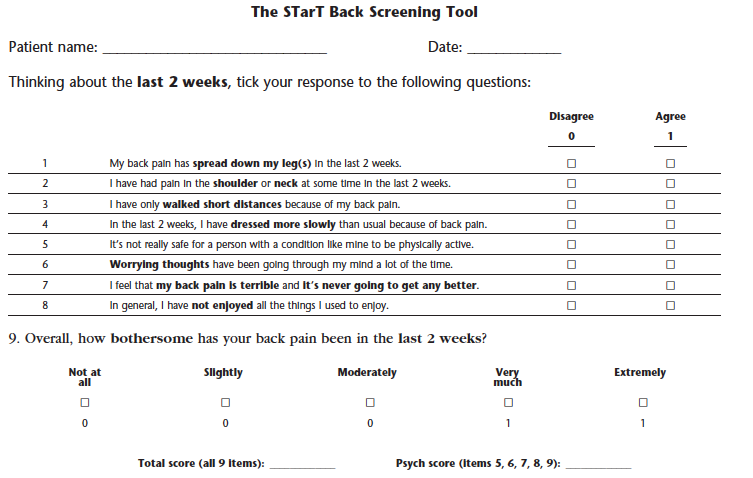 The STarT Back Screening Tool
Patient name: ____________________ Date: ____________
Thinking about the last 2 weeks, tick your response to the following questions:
Disagree Agree
0 1
1 My back pain has spread down my leg(s) in the last 2 weeks. ☐ ☐
2 I have had pain in the shoulder or neck at some time in the last 2 weeks. ☐ ☐
3 I have only walked short distances because of my back pain. ☐ ☐
4 In the last 2 weeks, I have dressed more slowly than usual because of back pain. ☐ ☐
5 It's not really safe for a person with a condition like mine to be physically active. ☐ ☐
6 Worrying thoughts have been going through my mind a lot of the time. ☐ ☐
7 I feel that my back pain is terrible and it's never going to get any better. ☐ ☐
8 In general, I have not enjoyed all the things I used to enjoy. ☐ ☐
9. Overall, how bothersome has your back pain been in the last 2 weeks?
Not at all Slightly Moderately Very much Extremely
☐ ☐ ☐ ☐ ☐
0 0 0 1 1
Total score (all 9 items): __________ Psych score (items 5, 6, 7, 8, 9): __________